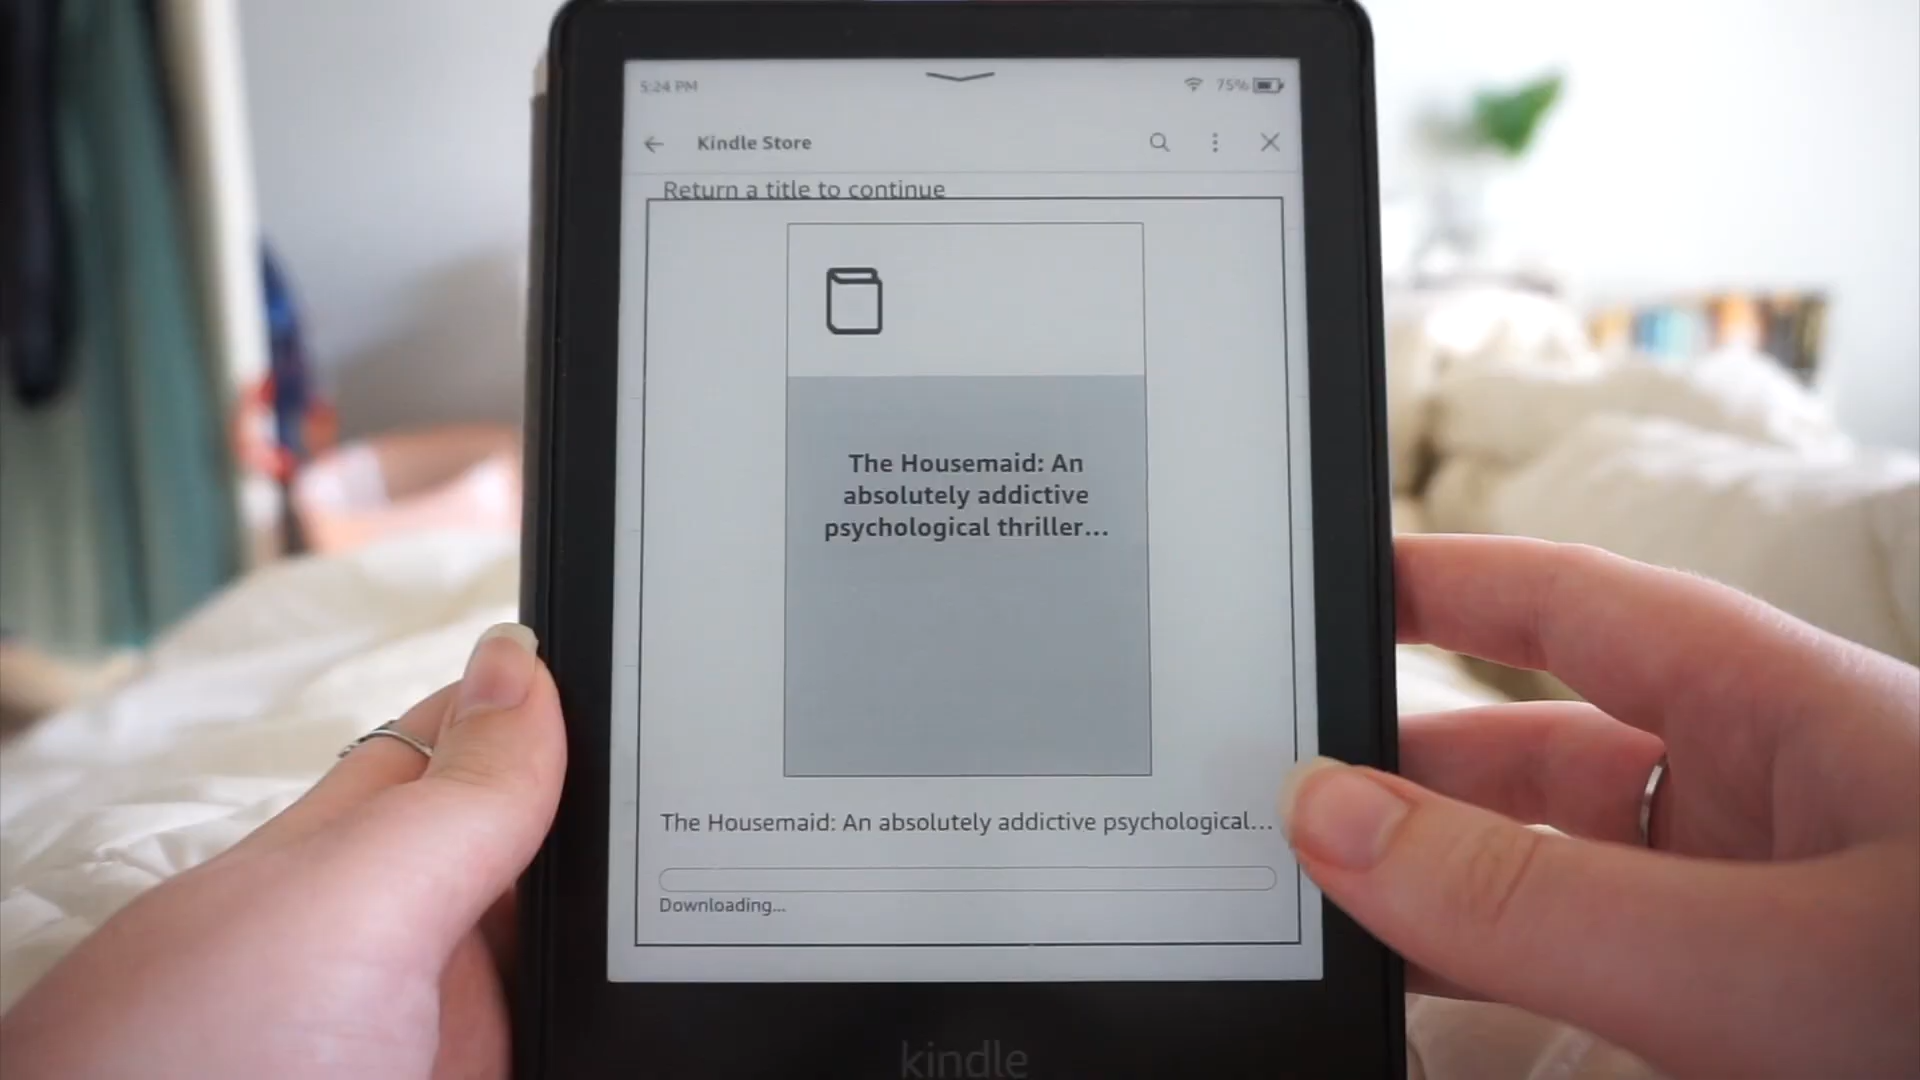 5:24 PM
75%
Kindle Store
Return a title to continue
The Housemaid: An
absolutely addictive
psychological thriller...
The Housemaid: An absolutely addictive psychological...
Downloading...
kindle